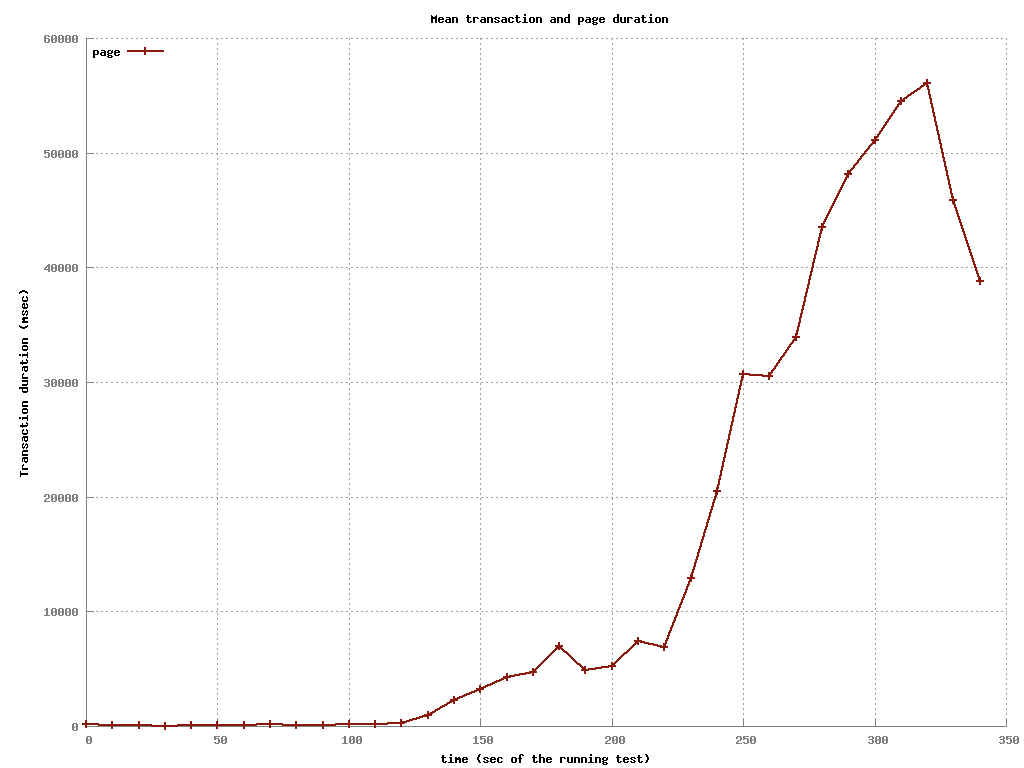 Mean transaction and page duration
60000
page
50000
40000
Transaction duration (msec)
30000
20000
10000
0
0 50 100 150 200 250 300 350
time (sec of the running test)